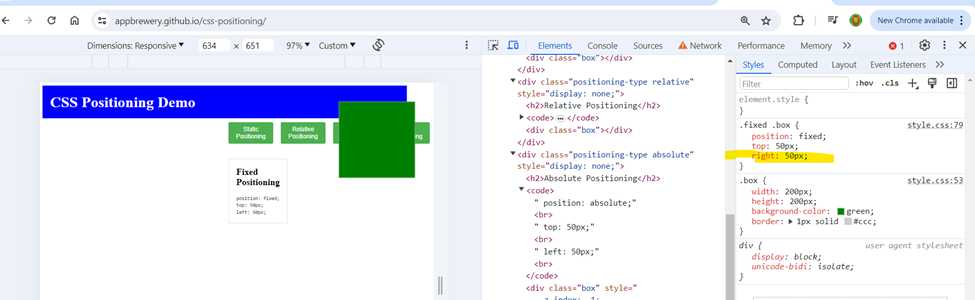 appbrewery.github.io/css-positioning/
New Chrome available
Dimensions: Responsive
634
×
651
97%
Custom
Elements
Console
Sources
Network
Performance
Memory
1
CSS Positioning Demo
Static
Positioning
Relative
Positioning
Fixed
Positioning
position: fixed;
top: 50px;
left: 50px;
<div class="box"></div>
</div>
<div class="positioning-type relative"
style="display: none;">
<h2>Relative Positioning</h2>
<code>…</code>
<div class="box"></div>
</div>
<div class="positioning-type absolute"
style="display: none;">
<h2>Absolute Positioning</h2>
<code>
" position: absolute;"
<br>
" top: 50px;"
<br>
" left: 50px;"
</code>
<div class="box" style="
Styles
Computed
Layout
Event Listeners
Filter
:hov
.cls
element.style {
}
.fixed .box {
style.css:79
position: fixed;
top: 50px;
right: 50px;
}
.box {
style.css:53
width: 200px;
height: 200px;
background-color: green;
border: 1px solid #ccc;
}
div {
user agent stylesheet
display: block;
unicode-bidi: isolate;
}